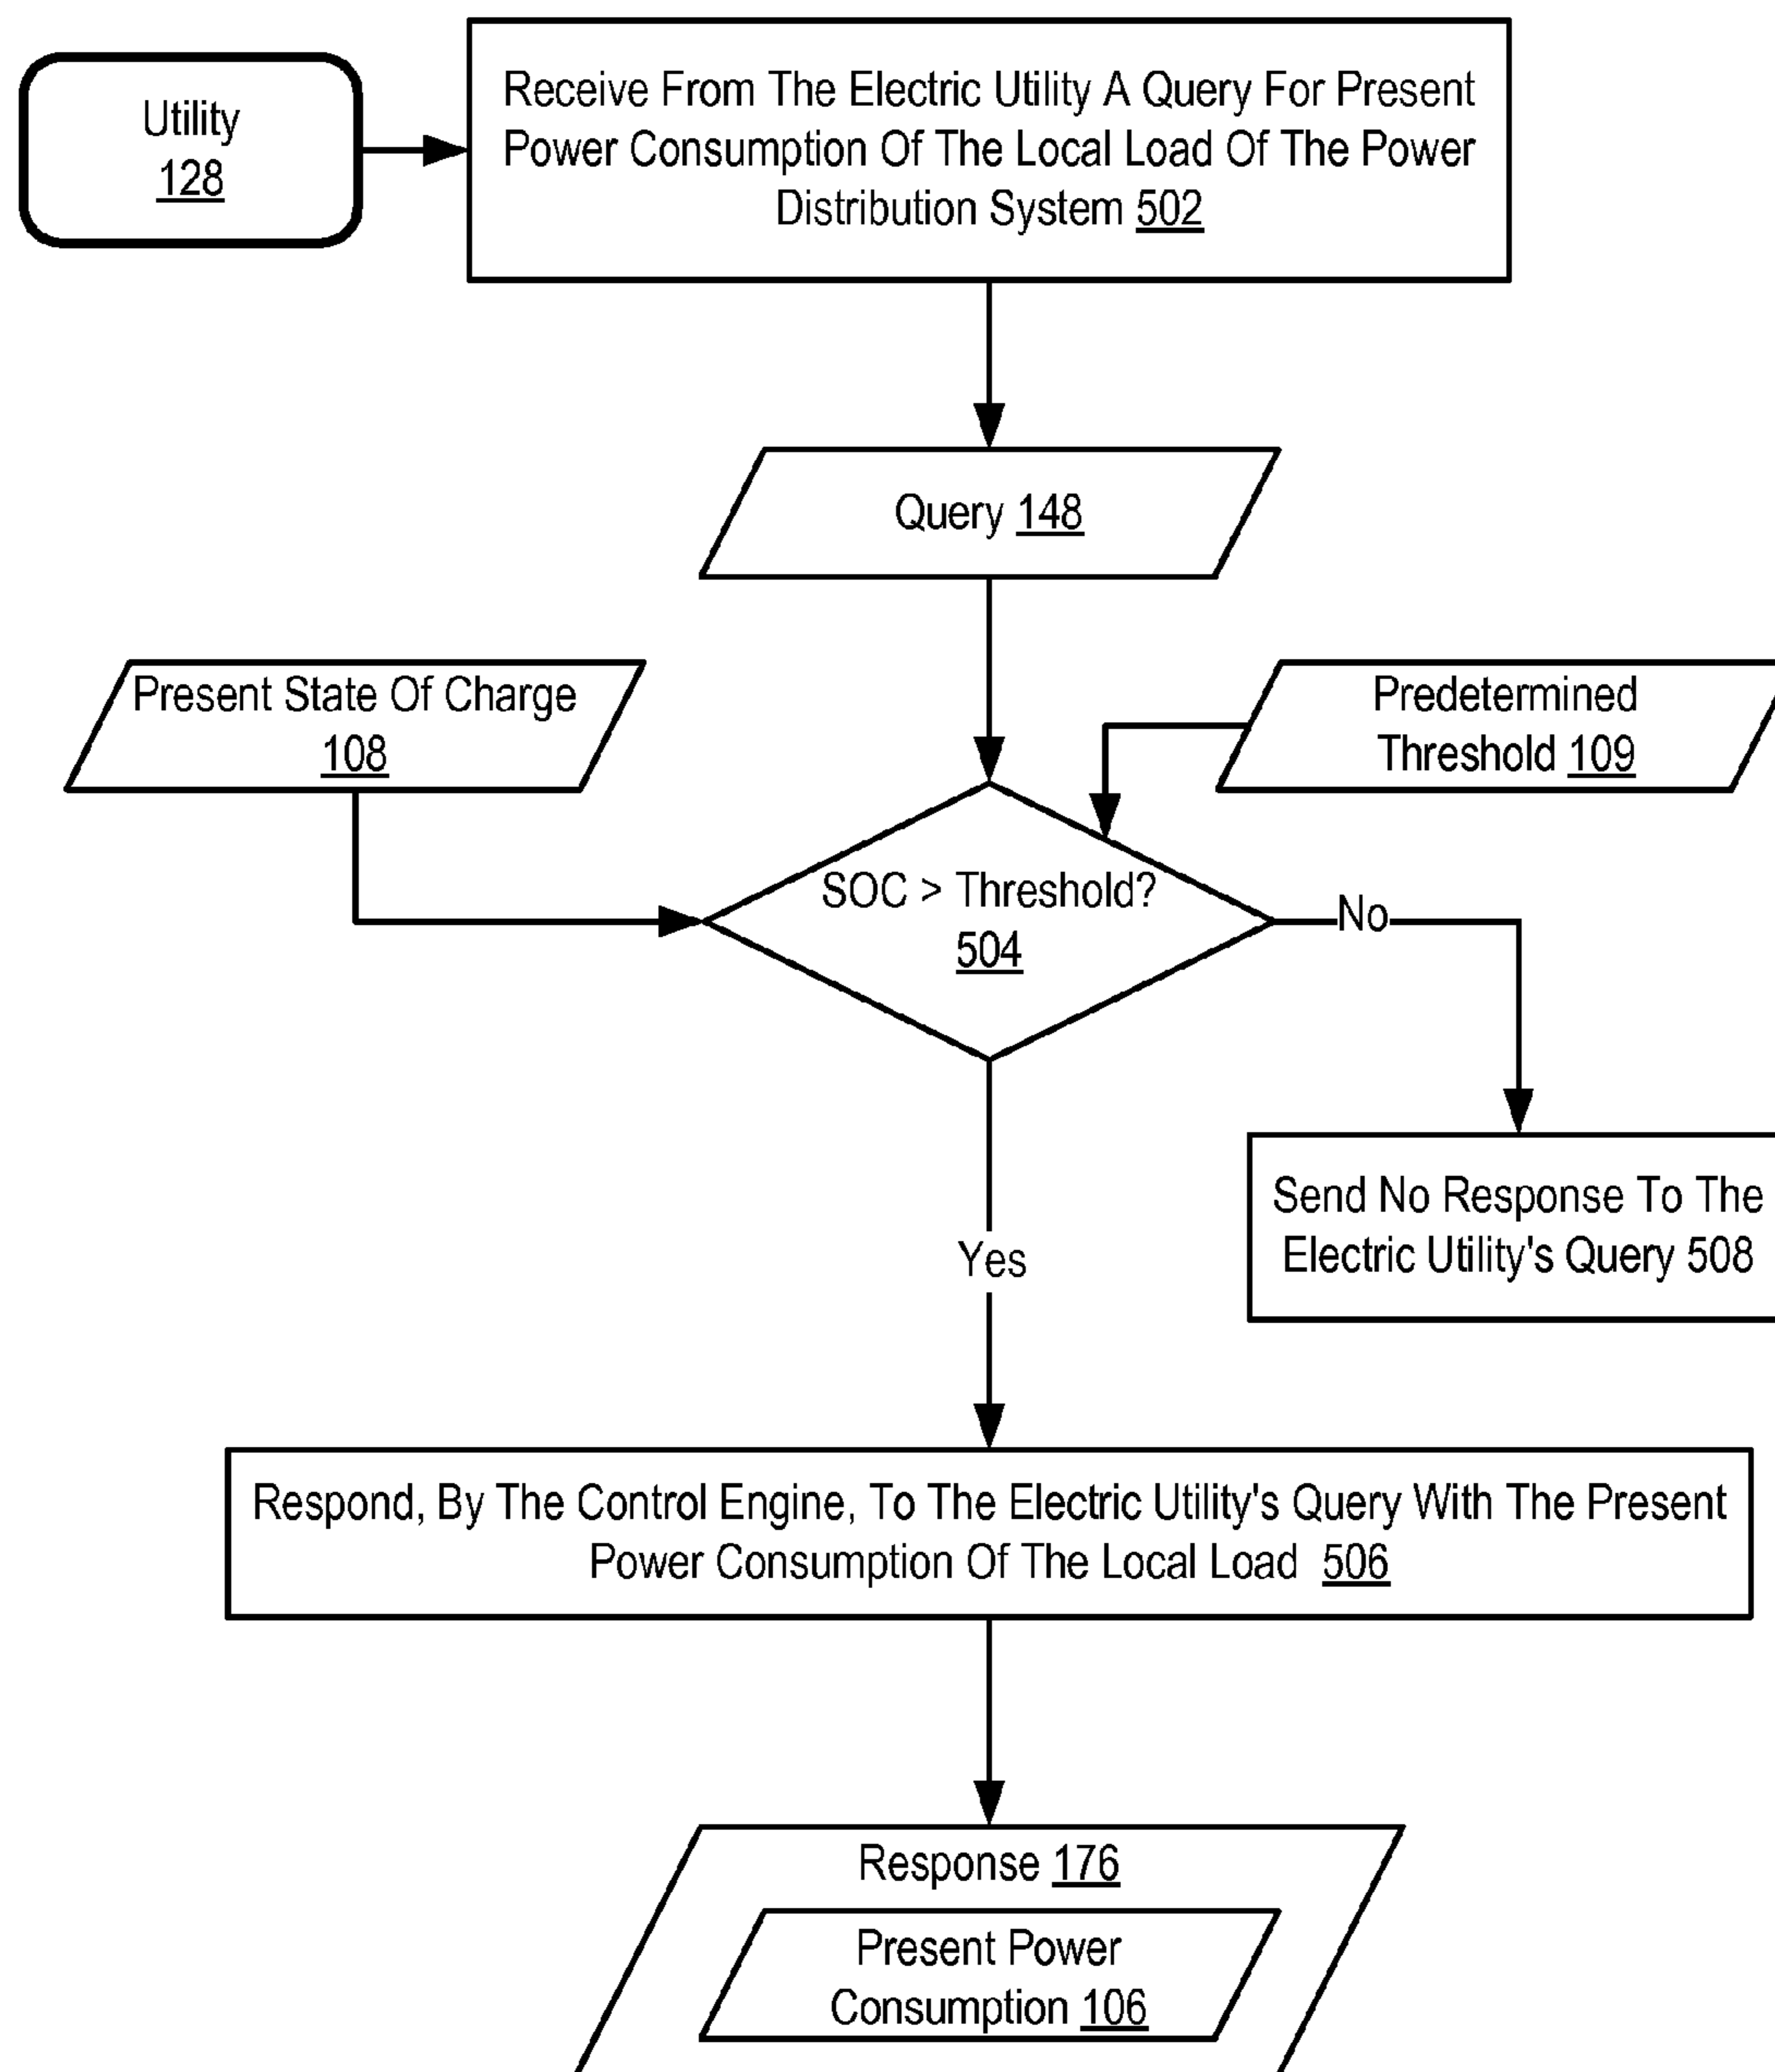 Utility
128
Receive From The Electric Utility A Query For Present
Power Consumption Of The Local Load Of The Power
Distribution System 502
Query 148
Present State Of Charge
108
Predetermined
Threshold 109
SOC > Threshold?
504
No
Yes
Send No Response To The
Electric Utility's Query 508
Respond, By The Control Engine, To The Electric Utility's Query With The Present
Power Consumption Of The Local Load 506
Response 176
Present Power
Consumption 106